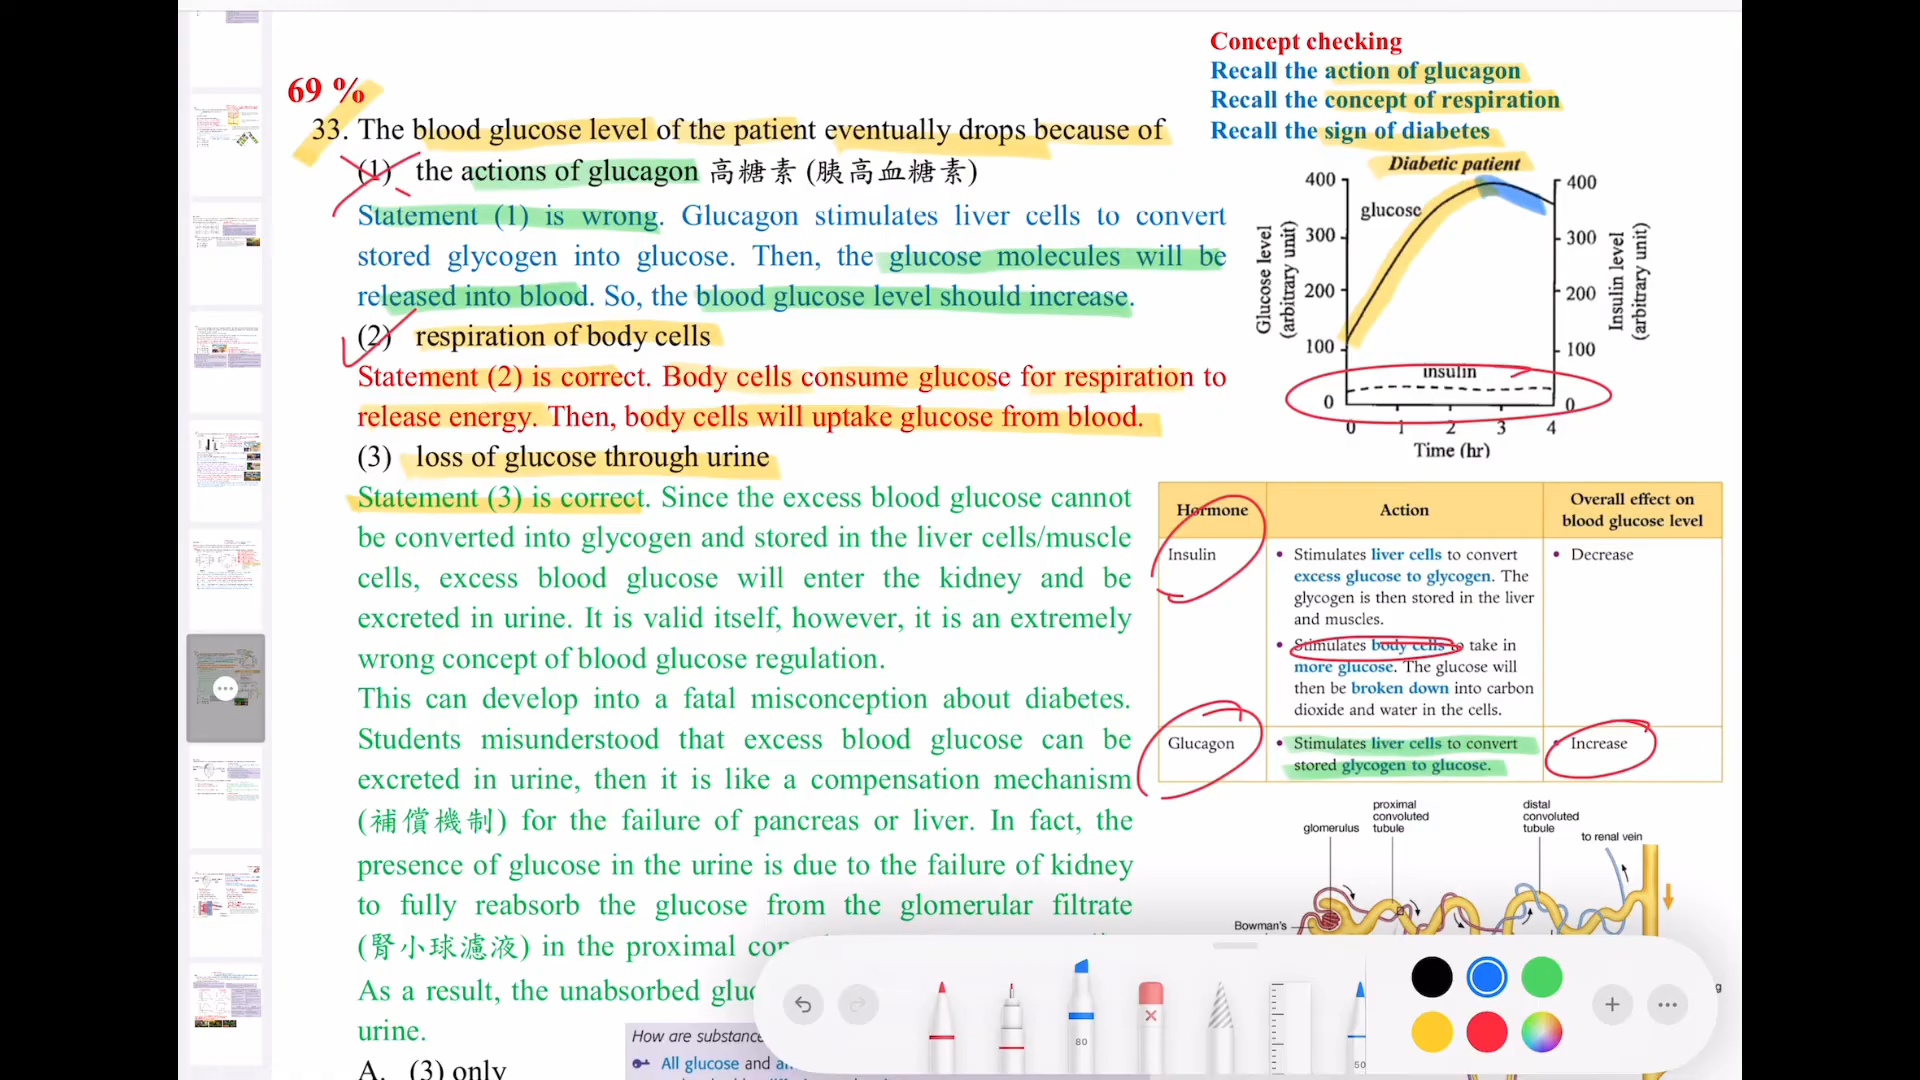 69 %
33. The blood glucose level of the patient eventually drops because of
(1) the actions of glucagon 高糖素 (胰高血糖素)
Statement (1) is wrong. Glucagon stimulates liver cells to convert
stored glycogen into glucose. Then, the glucose molecules will be
released into blood. So, the blood glucose level should increase.
(2) respiration of body cells
Statement (2) is correct. Body cells consume glucose for respiration to
release energy. Then, body cells will uptake glucose from blood.
(3) loss of glucose through urine
Statement (3) is correct. Since the excess blood glucose cannot
be converted into glycogen and stored in the liver cells/muscle
cells, excess blood glucose will enter the kidney and be
excreted in urine. It is valid itself, however, it is an extremely
wrong concept of blood glucose regulation.
This can develop into a fatal misconception about diabetes.
Students misunderstood that excess blood glucose can be
excreted in urine, then it is like a compensation mechanism
(補償機制) for the failure of pancreas or liver. In fact, the
presence of glucose in the urine is due to the failure of kidney
to fully reabsorb the glucose from the glomerular filtrate
(腎小球濾液) in the proximal
As a result, the unabsorbed
urine.
A. (3) only
Concept checking
Recall the action of glucagon
Recall the concept of respiration
Recall the sign of diabetes
Diabetic patient
Glucose level
(arbitrary unit)
400
300
200
100
0
glucose
insulin
400
300
200
100
0
Insulin level
(arbitrary unit)
0 1 2 3 4
Time (hr)
Hormone
Action
Overall effect on
blood glucose level
Insulin
• Stimulates liver cells to convert
excess glucose to glycogen. The
glycogen is then stored in the liver
and muscles.
• Stimulates body cells to take in
more glucose. The glucose will
then be broken down into carbon
dioxide and water in the cells.
• Decrease
Glucagon
• Stimulates liver cells to convert
stored glycogen to glucose.
• Increase
glomerulus
proximal
convoluted
tubule
distal
convoluted
tubule
to renal vein
Bowman's
How are
All glucose and
80
50